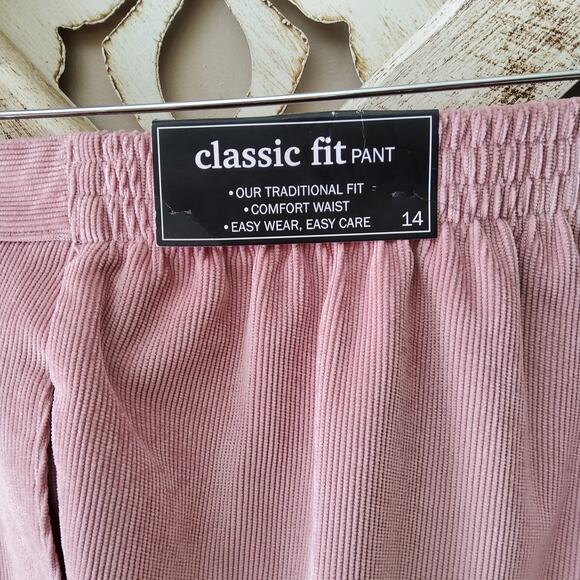 classic fit PANT
•OUR TRADITIONAL FIT
•COMFORT WAIST
•EASY WEAR, EASY CARE 14